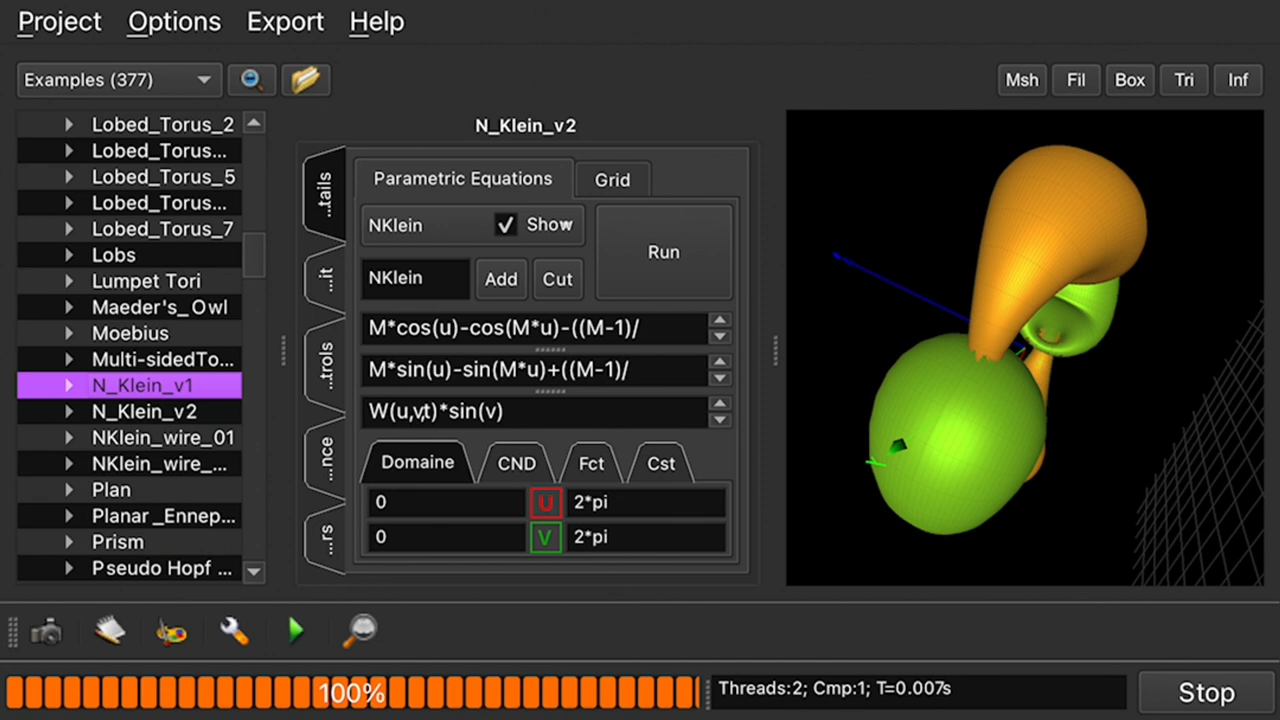 Project Options Export Help
Examples (377)
Msh Fil Box Tri Inf
Lobed_Torus_2
Lobed_Torus...
Lobed_Torus_5
Lobed_Torus...
Lobed_Torus_7
Lobs
Lumpet Tori
Maeder's_Owl
Moebius
Multi-sidedTo...
N_Klein_v1
N_Klein_v2
NKlein_wire_01
NKlein_wire_...
Plan
Planar_Ennep...
Prism
Pseudo Hopf ...
N_Klein_v2
...tails
...it
...trols
...nce
...rs
Parametric Equations Grid
NKlein Show
Run
NKlein Add Cut
M*cos(u)-cos(M*u)-((M-1)/
M*sin(u)-sin(M*u)+((M-1)/
W(u,v,t)*sin(v)
Domaine CND Fct Cst
0 U 2*pi
0 V 2*pi
100%
Threads:2; Cmp:1; T=0.007s
Stop